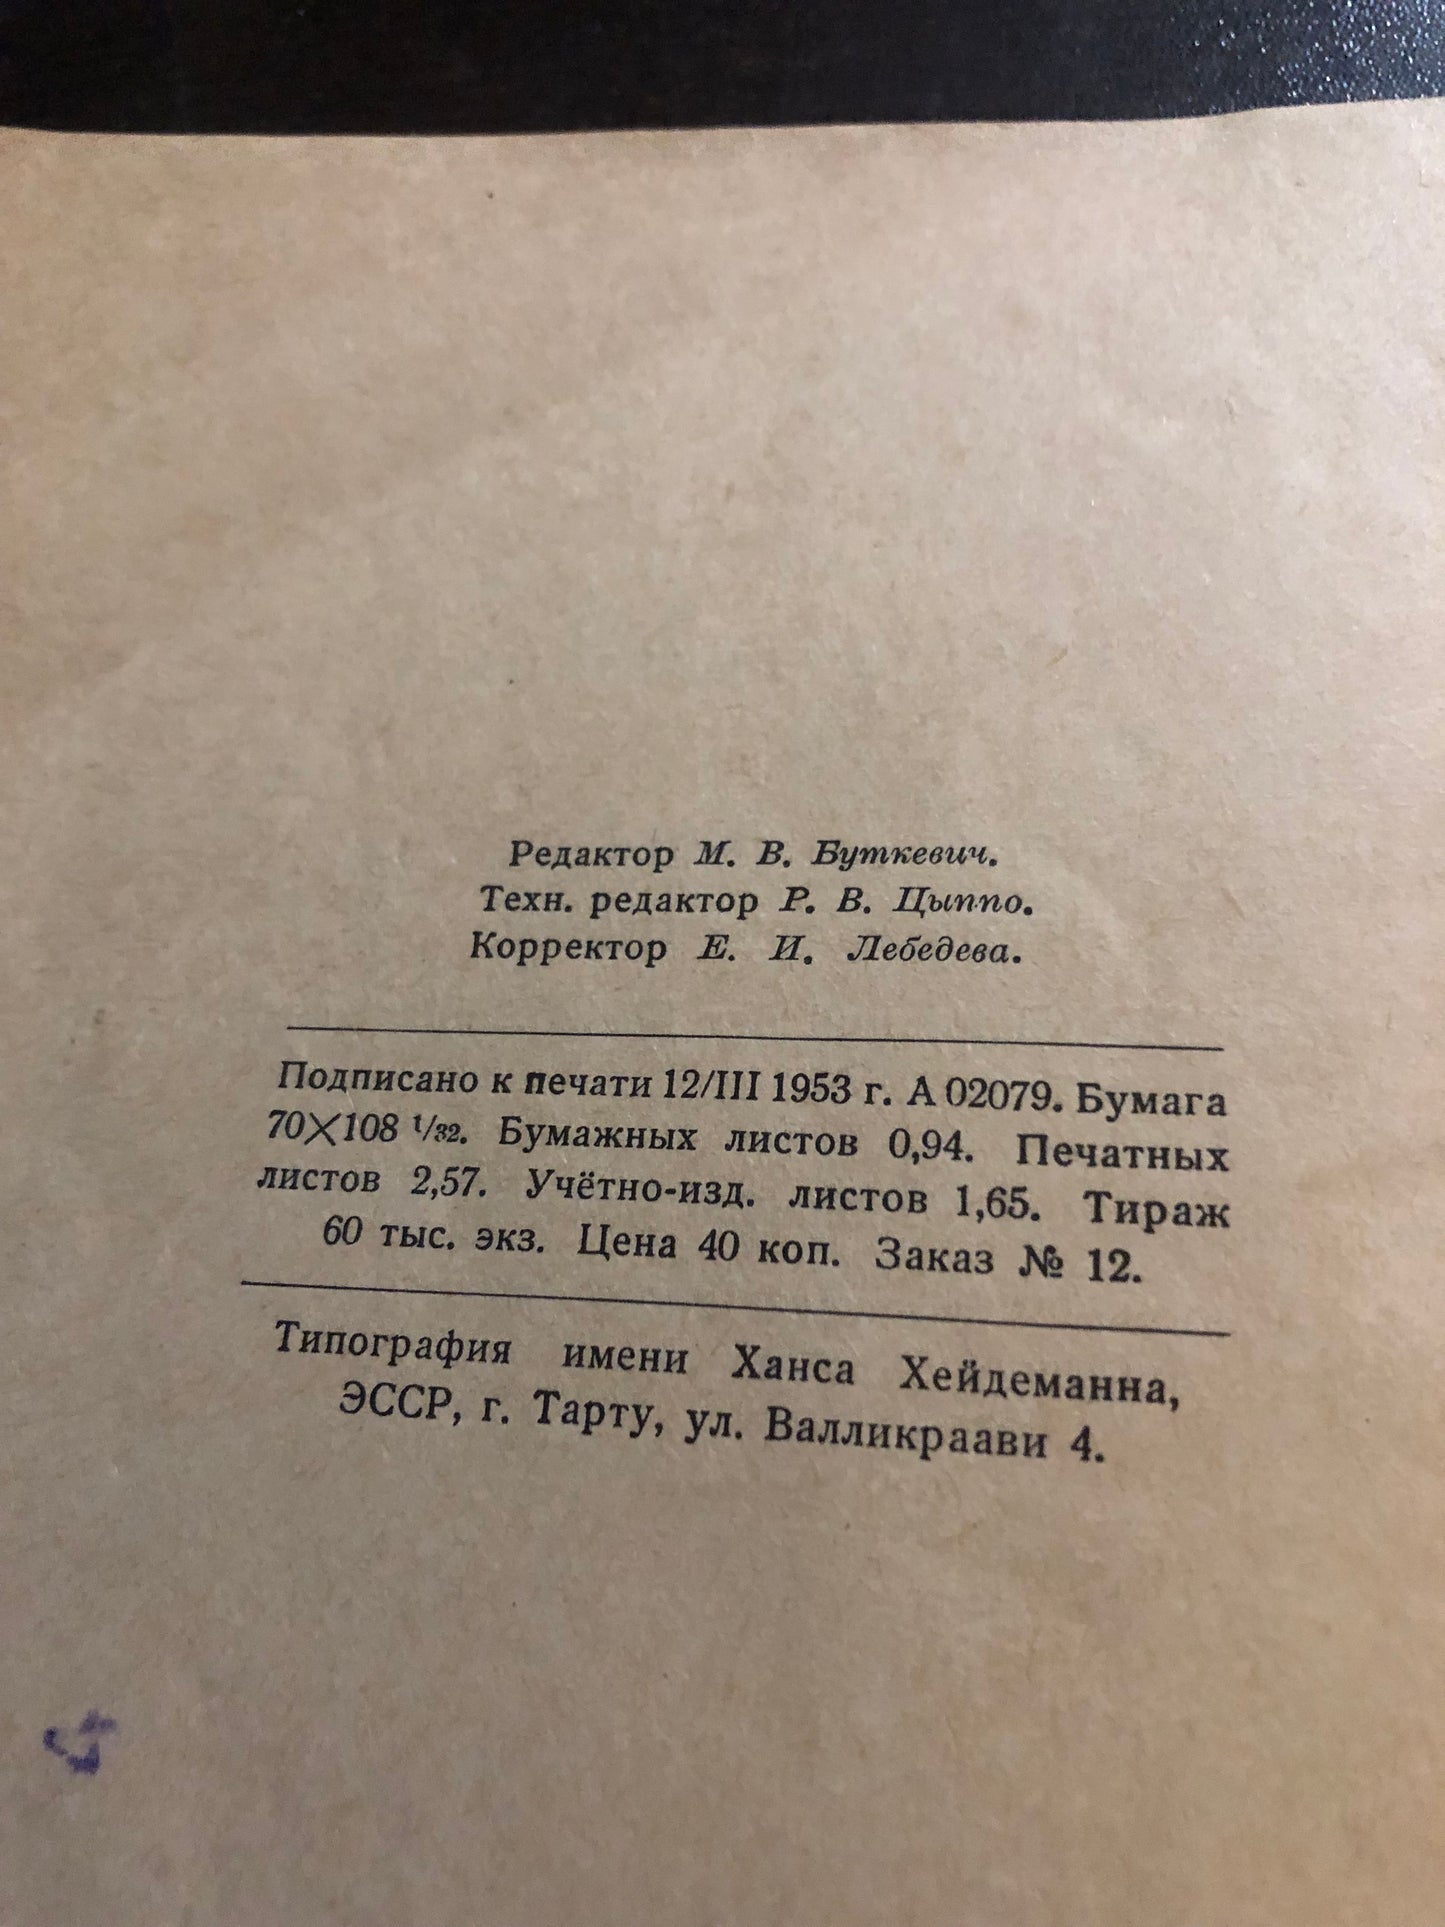 Редактор М. В. Буткевич.
Техн. редактор Р. В. Цыппо.
Корректор Е. И. Лебедева.
Подписано к печати 12/III 1953 г. А 02079. Бумага
70×108 1/32. Бумажных листов 0,94. Печатных
листов 2,57. Учётно-изд. листов 1,65. Тираж
60 тыс. экз. Цена 40 коп. Заказ № 12.
Типография имени Ханса Хейдеманна,
ЭССР, г. Тарту, ул. Валликраави 4.